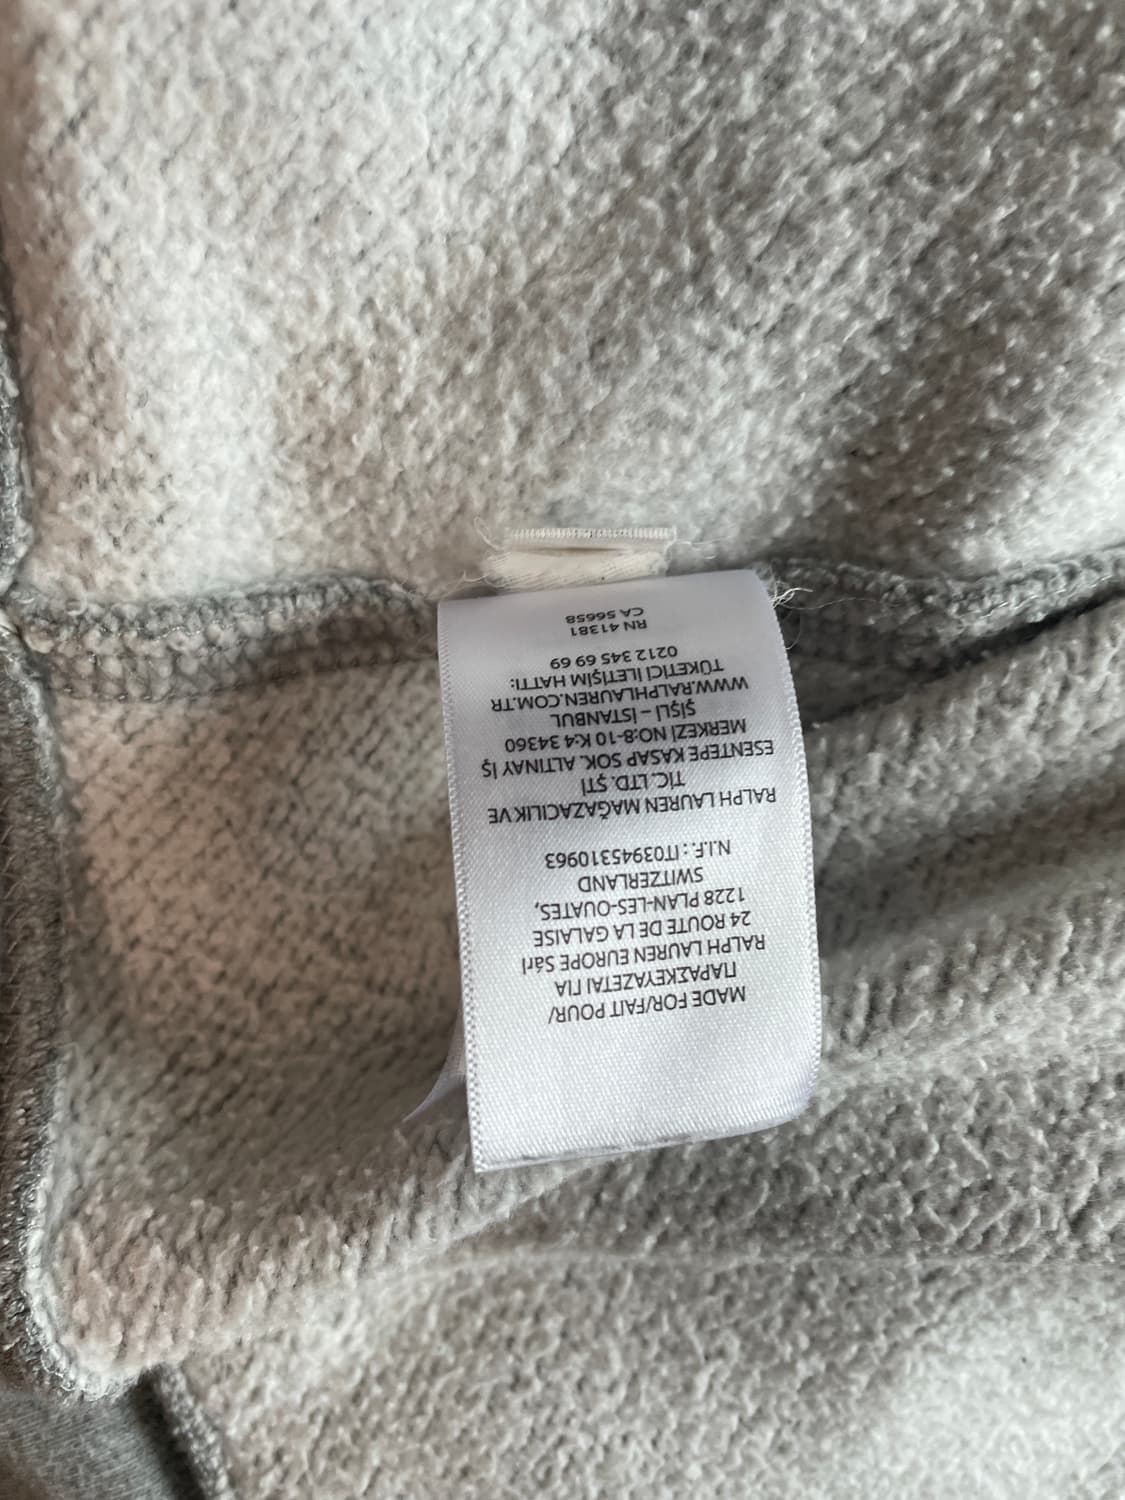 MADE FOR/FAIT POUR/
ΠΑΡΑΣΚΕΥΑΖΕΤΑΙ ΓΙΑ
RALPH LAUREN EUROPE Sárl
24 ROUTE DE LA GALAISE
1228 PLAN-LES-OUATES,
SWITZERLAND
N.I.F.: IT03945310963
RALPH LAUREN MAĞAZACILIK VE
TİC. LTD. ŞTİ
ESENTEPE KASAP SOK. ALTINAY İŞ
MERKEZİ NO:8-10 K:4 34360
ŞİŞLİ – İSTANBUL
WWW.RALPHLAUREN.COM.TR
TÜKETİCİ İLETİŞİM HATTI:
0212 345 69 69
RN 41381
CA 56658